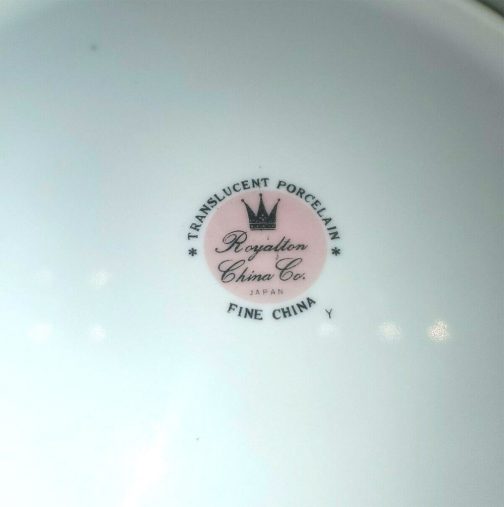 * TRANSLUCENT PORCELAIN *
Royalton
China Co.
JAPAN
FINE CHINA
Y